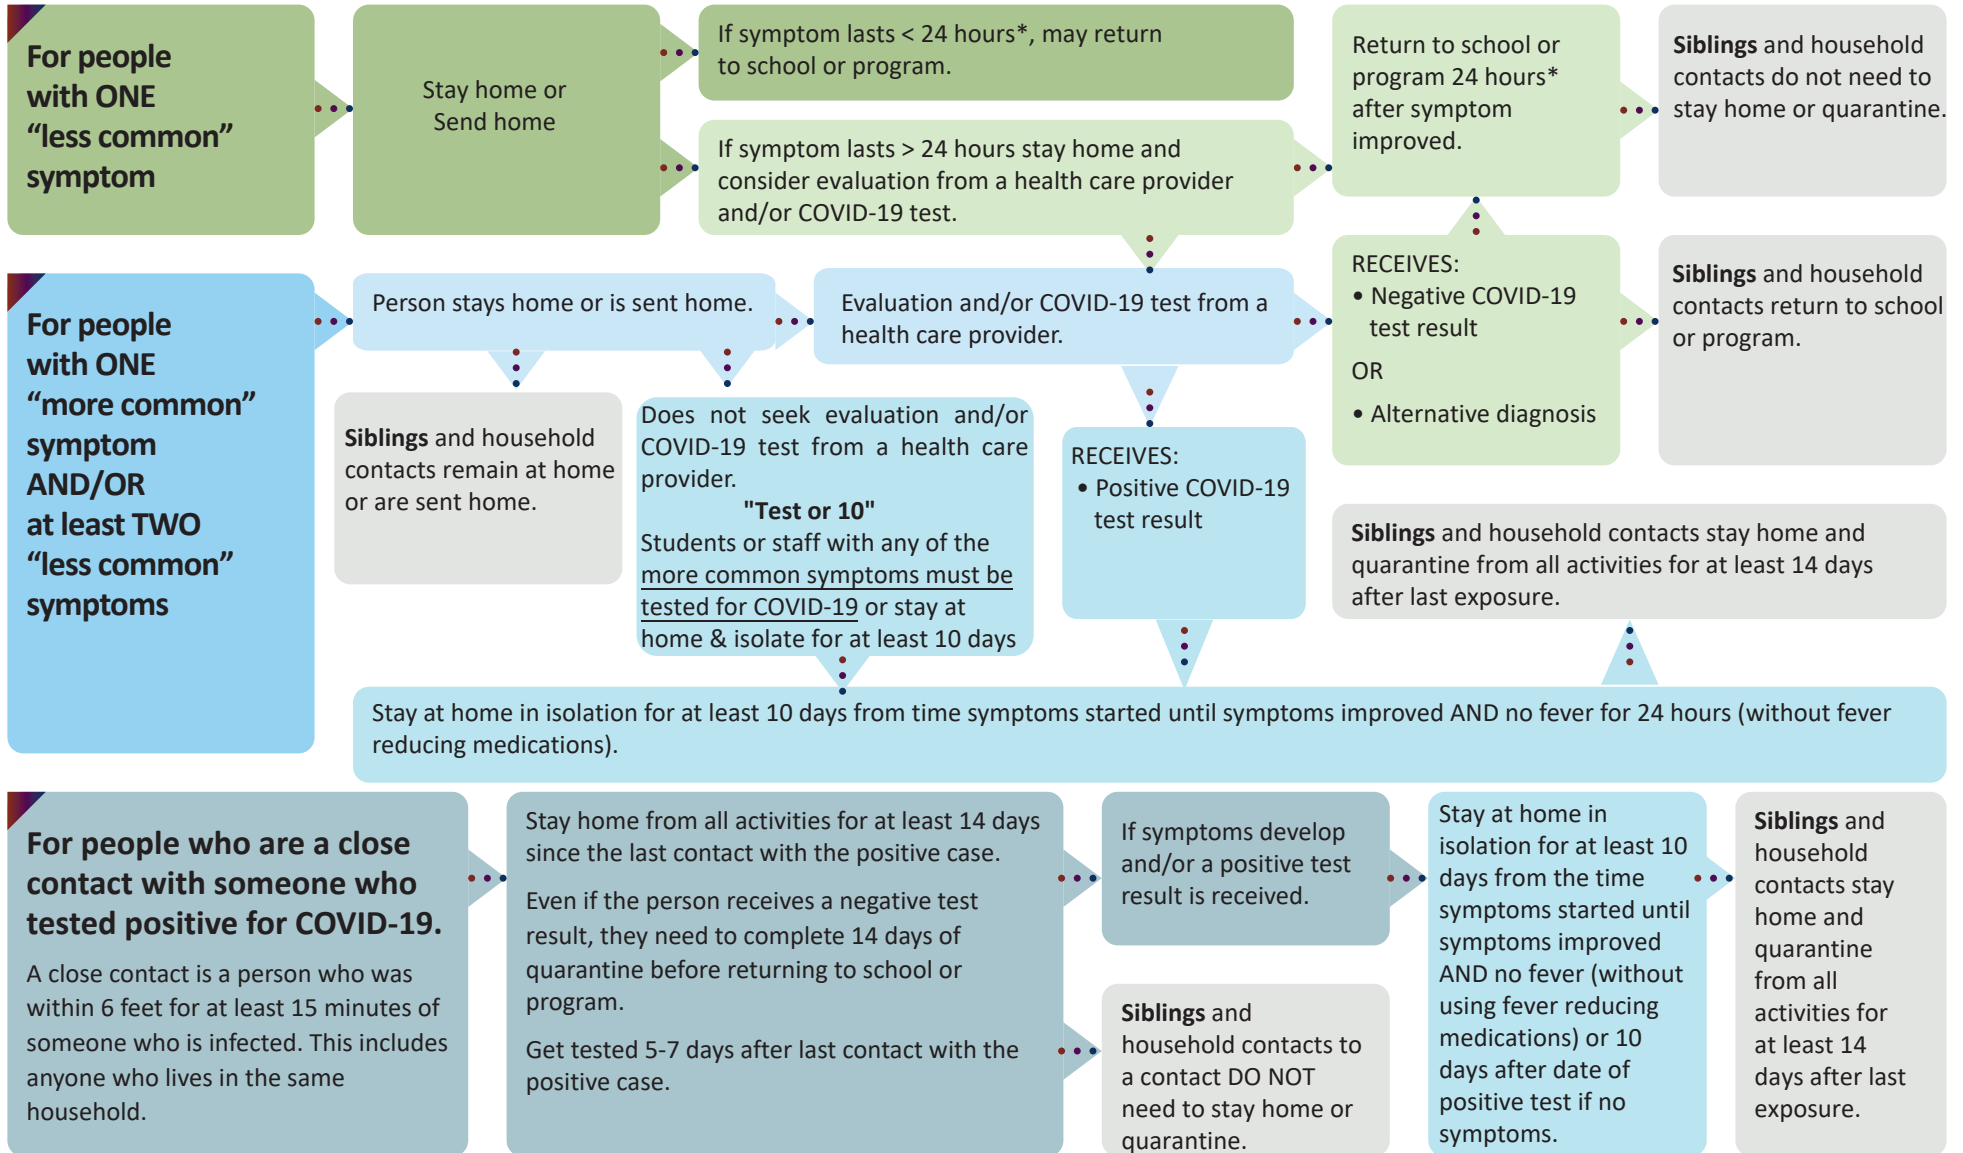 For people
with ONE
“less common”
symptom
Stay home or
Send home
If symptom lasts < 24 hours*, may return
to school or program.
If symptom lasts > 24 hours stay home and
consider evaluation from a health care provider
and/or COVID-19 test.
Return to school or
program 24 hours*
after symptom
improved.
Siblings and household
contacts do not need to
stay home or quarantine.
For people
with ONE
“more common”
symptom
AND/OR
at least TWO
“less common”
symptoms
Person stays home or is sent home.
Evaluation and/or COVID-19 test from a
health care provider.
RECEIVES:
• Negative COVID-19
test result
OR
• Alternative diagnosis
Siblings and household
contacts return to school
or program.
Siblings and household
contacts remain at home
or are sent home.
Does not seek evaluation and/or
COVID-19 test from a health care
provider.
"Test or 10"
Students or staff with any of the
more common symptoms must be
tested for COVID-19 or stay at
home & isolate for at least 10 days
RECEIVES:
• Positive COVID-19
test result
Siblings and household contacts stay home and
quarantine from all activities for at least 14 days
after last exposure.
Stay at home in isolation for at least 10 days from time symptoms started until symptoms improved AND no fever for 24 hours (without fever
reducing medications).
For people who are a close
contact with someone who
tested positive for COVID-19.
A close contact is a person who was
within 6 feet for at least 15 minutes of
someone who is infected. This includes
anyone who lives in the same
household.
Stay home from all activities for at least 14 days
since the last contact with the positive case.
Even if the person receives a negative test
result, they need to complete 14 days of
quarantine before returning to school or
program.
Get tested 5-7 days after last contact with the
positive case.
If symptoms develop
and/or a positive test
result is received.
Siblings and
household contacts to
a contact DO NOT
need to stay home or
quarantine.
Stay at home in
isolation for at least 10
days from the time
symptoms started until
symptoms improved
AND no fever (without
using fever reducing
medications) or 10
days after date of
positive test if no
symptoms.
Siblings and
household
contacts stay
home and
quarantine
from all
activities for
at least 14
days after last
exposure.